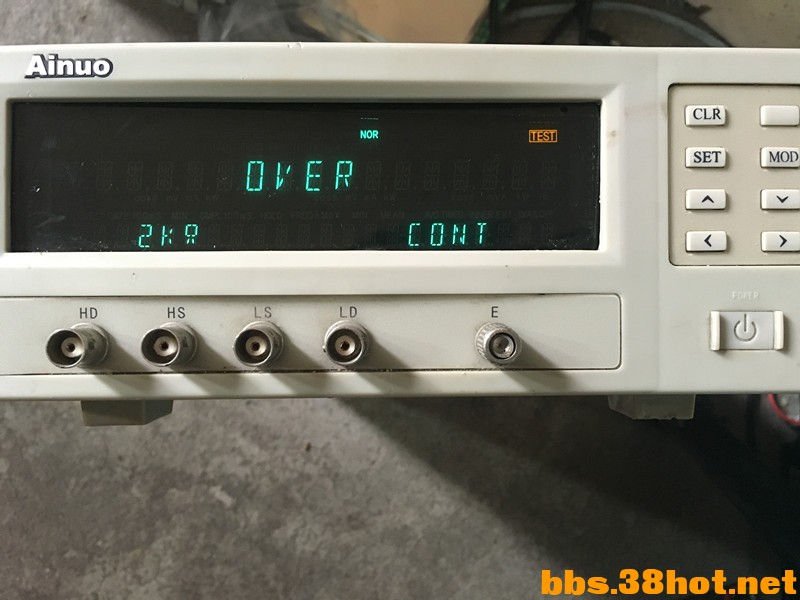 Ainuo
NOR
TEST
OVER
2kΩ CONT
HD HS LS LD E
CLR
SET MOD
POWER
bbs.38hot.net